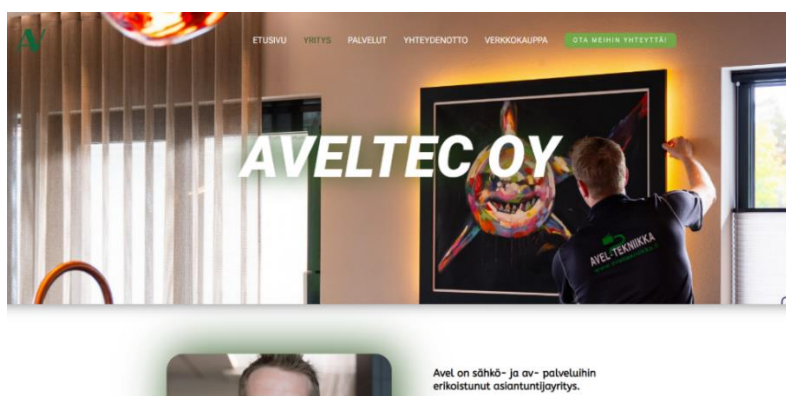 AV
ETUSIVU YRITYS PALVELUT YHTEYDENOTTO VERKKOKAUPPA OTA MEIHIN YHTEYTTÄ!
AVELTEC OY
AVEL-TEKNIIKKA
Avel on sähkö- ja av- palveluihin
erikoistunut asiantuntijayritys.